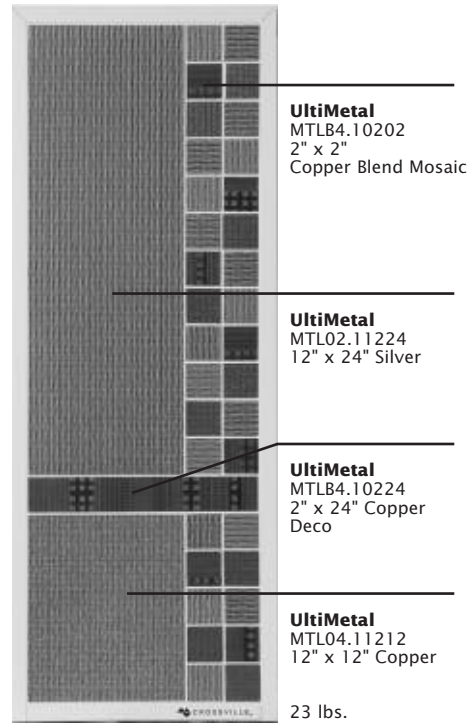 UltiMetal
MTLB4.10202
2" x 2"
Copper Blend Mosaic
UltiMetal
MTL02.11224
12" x 24" Silver
UltiMetal
MTLB4.10224
2" x 24" Copper
Deco
UltiMetal
MTL04.11212
12" x 12" Copper
CROSSVILLE
23 lbs.